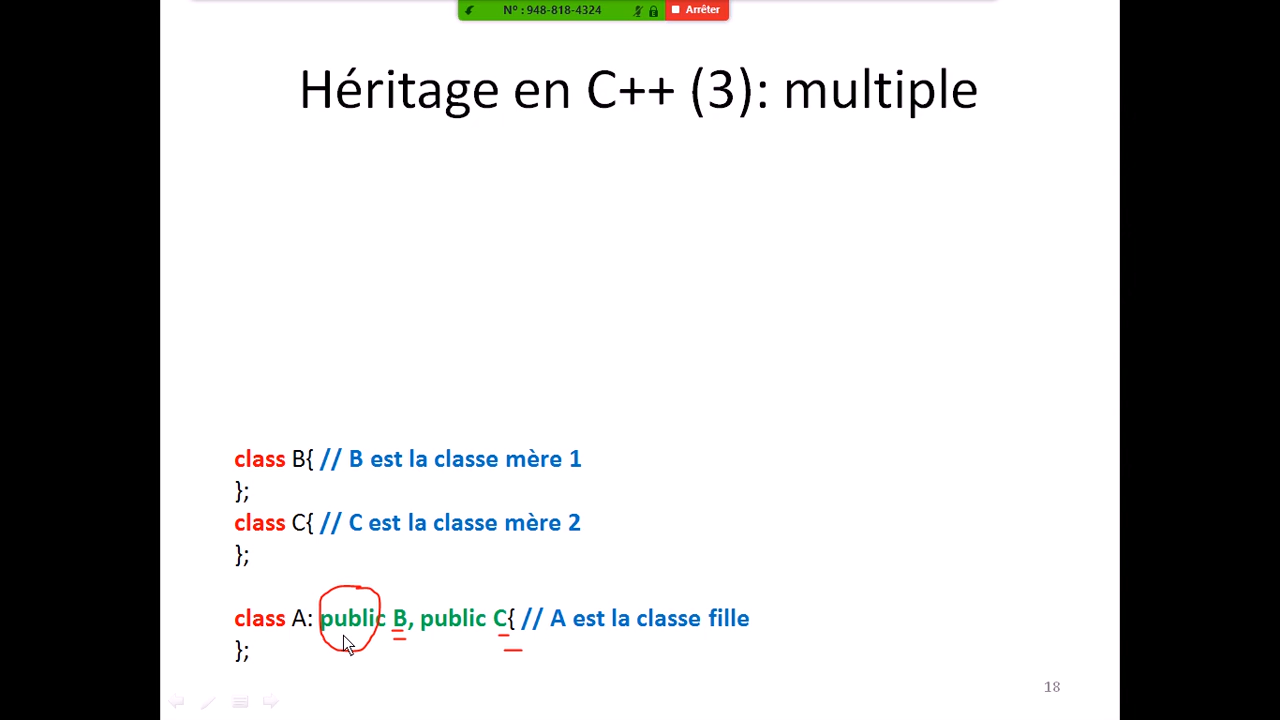 N° : 948-818-4324 Arrêter
Héritage en C++ (3): multiple
class B{ // B est la classe mère 1
};
class C{ // C est la classe mère 2
};
class A: public B, public C{ // A est la classe fille
};
18